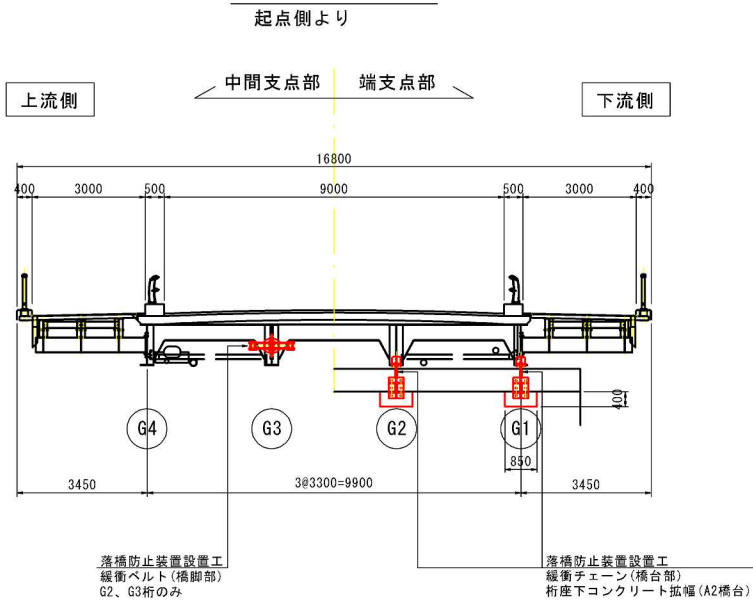 起点側より
上流側
中間支点部 端支点部
下流側
16800
400 3000 500 9000 500 3000 400
400
G4 G3 G2 G1
850
3450 3@3300=9900 3450
落橋防止装置設置工
緩衝ベルト(橋脚部)
G2、G3桁のみ
落橋防止装置設置工
緩衝チェーン(橋台部)
桁座下コンクリート拡幅(A2橋台)